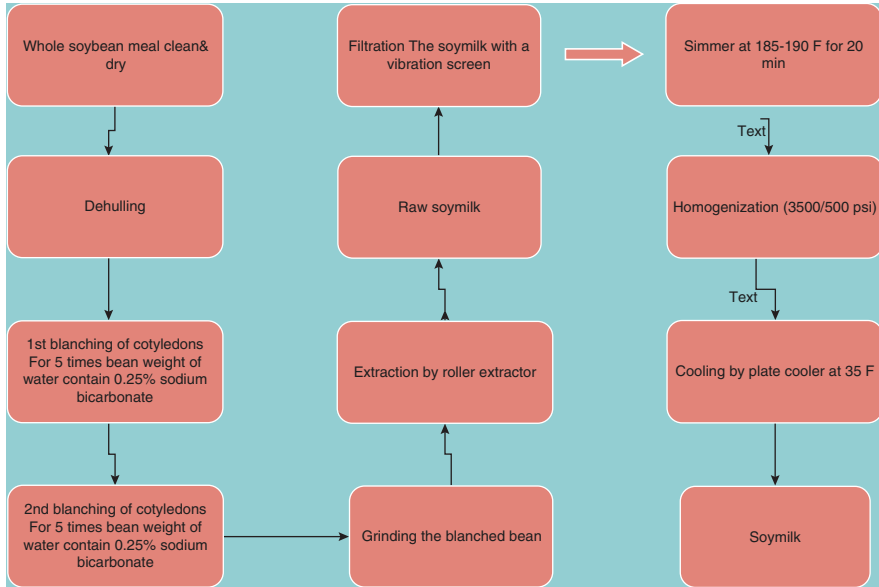 Whole soybean meal clean&
dry
Dehulling
1st blanching of cotyledons
For 5 times bean weight of
water contain 0.25% sodium
bicarbonate
2nd blanching of cotyledons
For 5 times bean weight of
water contain 0.25% sodium
bicarbonate
Grinding the blanched bean
Extraction by roller extractor
Raw soymilk
Filtration The soymilk with a
vibration screen
Simmer at 185-190 F for 20
min
Text
Homogenization (3500/500 psi)
Text
Cooling by plate cooler at 35 F
Soymilk